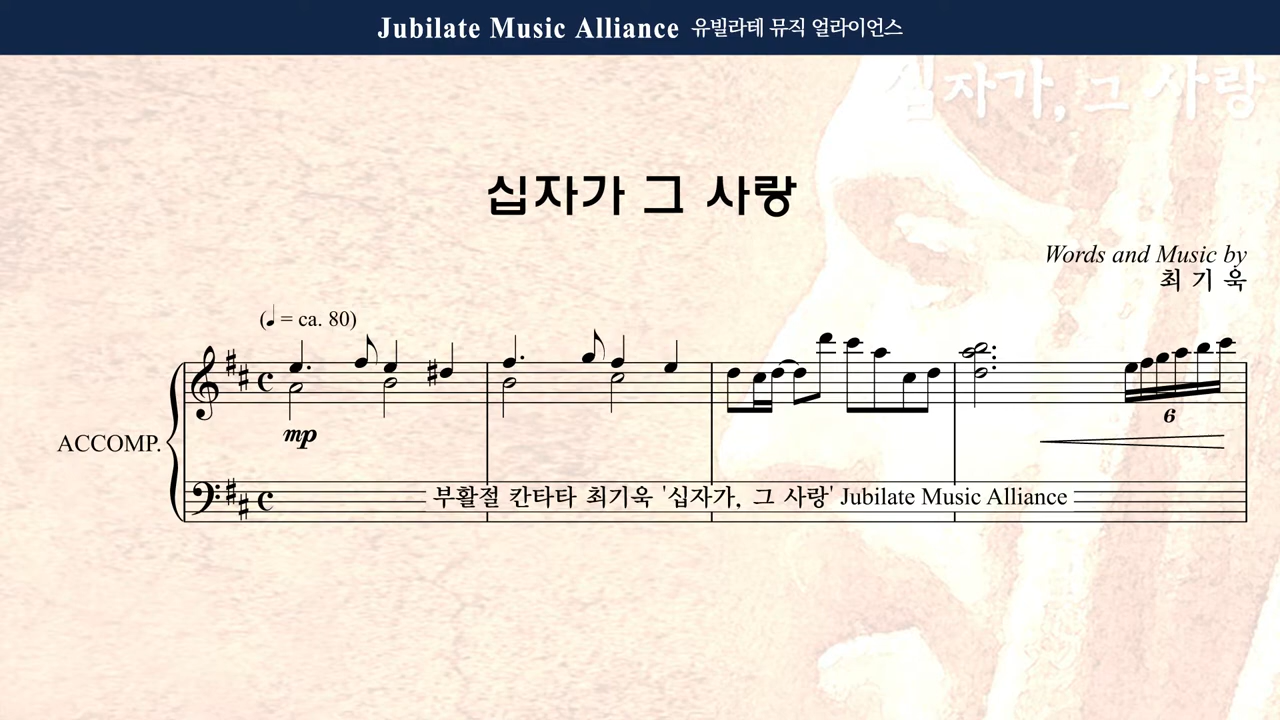 Jubilate Music Alliance 유빌라테 뮤직 얼라이언스
십자가, 그 사랑
십자가 그 사랑
Words and Music by
최 기 욱
(♩ = ca. 80)
mp
6
ACCOMP.
부활절 칸타타 최기욱 '십자가, 그 사랑' Jubilate Music Alliance